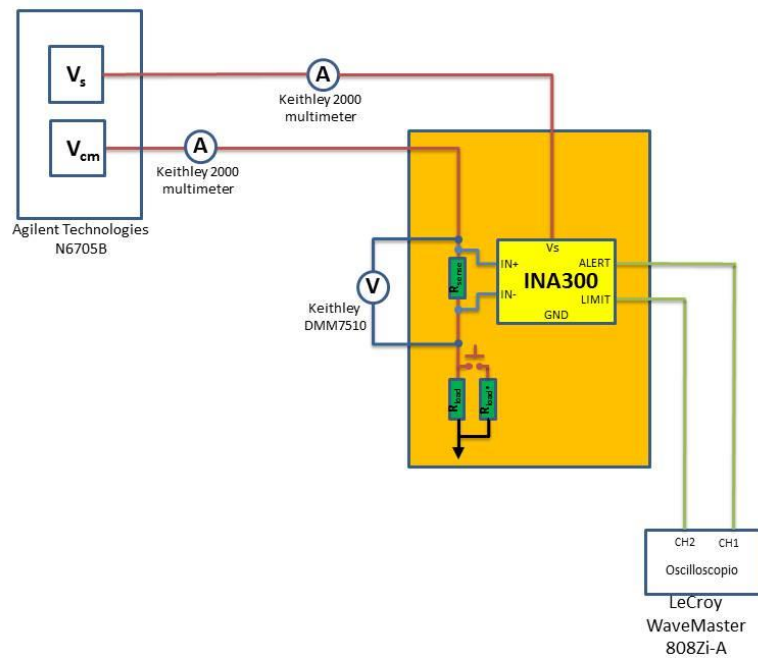 Vs
A
Keithley 2000
multimeter
Vcm
A
Keithley 2000
multimeter
Agilent Technologies
N6705B
Vs
IN+
ALERT
INA300
IN-
LIMIT
GND
Rsense
V
Keithley
DMM7510
Rload
Rload*
CH2
CH1
Oscilloscopio
LeCroy
WaveMaster
808Zi-A